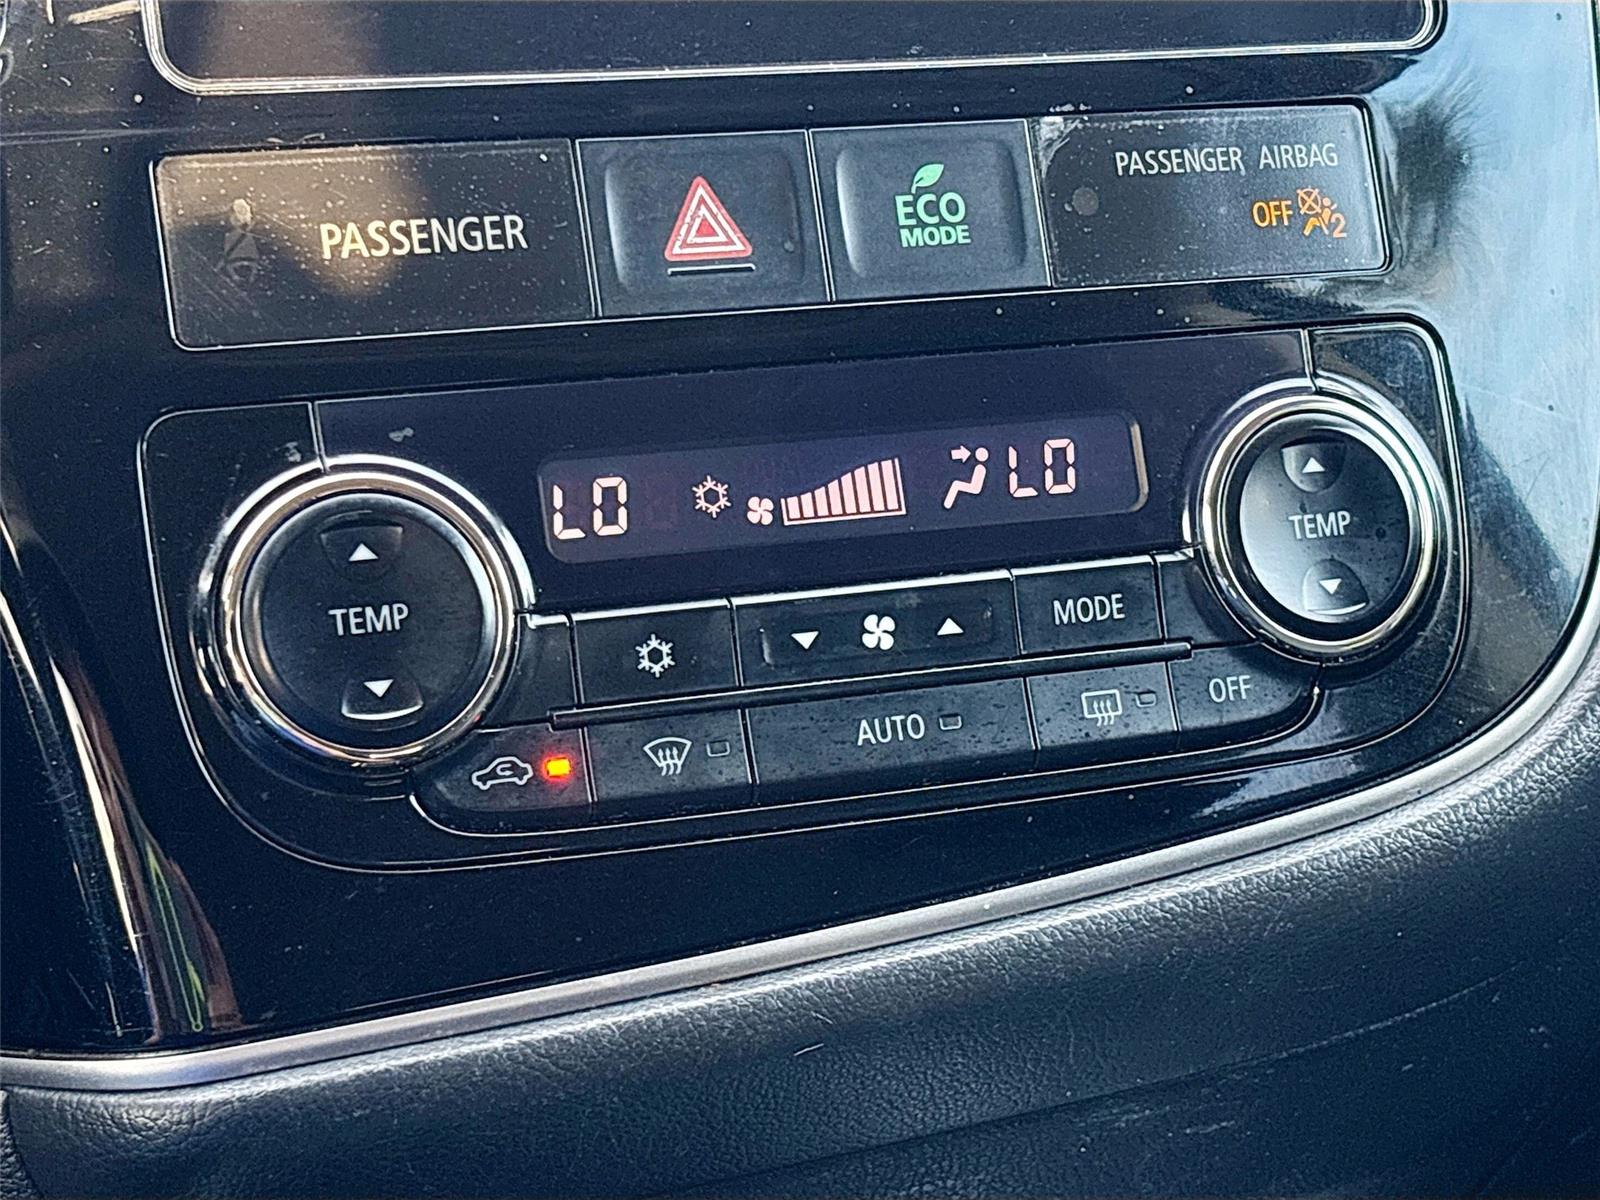 PASSENGER
ECO
MODE
PASSENGER AIRBAG
OFF 2
LO LO
TEMP
TEMP
MODE
AUTO
OFF